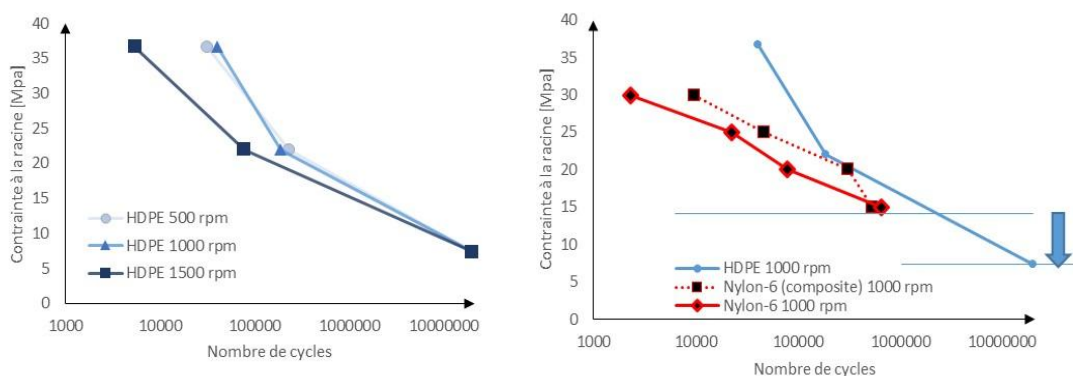 40
35
30
25
20
15
10
5
0
Contrainte à la racine [Mpa]
HDPE 500 rpm
HDPE 1000 rpm
HDPE 1500 rpm
1000 10000 100000 1000000 10000000
Nombre de cycles
40
35
30
25
20
15
10
5
0
Contrainte à la racine [Mpa]
HDPE 1000 rpm
Nylon-6 (composite) 1000 rpm
Nylon-6 1000 rpm
1000 10000 100000 1000000 10000000
Nombre de cycles